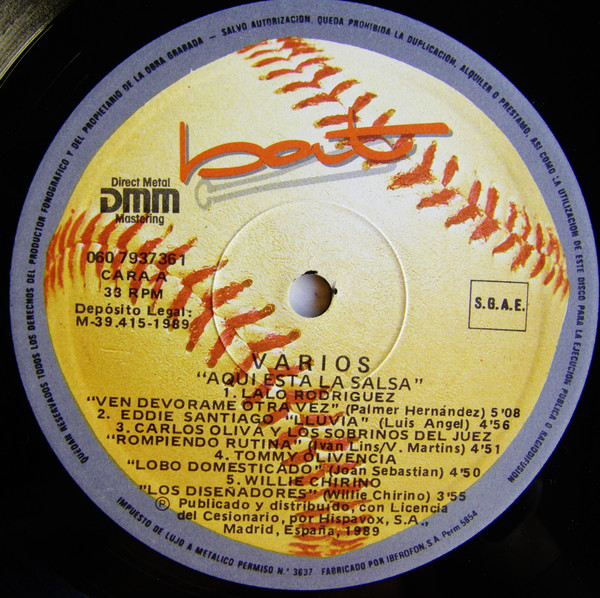 QUEDAN RESERVADOS TODOS LOS DERECHOS DEL PRODUCTOR FONOGRAFICO Y DEL PROPIETARIO DE LA OBRA GRABADA — SALVO AUTORIZACION, QUEDA PROHIBIDA LA DUPLICACION, ALQUILER O PRESTAMO, ASI COMO LA UTILIZACION DE ESTE DISCO PARA LA EJECUCION PUBLICA O RADIODIFUSION
bat
Direct Metal
DMM
Mastering
060 7937361
CARA A
33 RPM
Depósito Legal:
M-39.415-1989
S.G.A.E.
VARIOS
"AQUI ESTA LA SALSA"
1. LALO RODRIGUEZ
"VEN DEVORAME OTRA VEZ" (Palmer Hernández) 5'08
2. EDDIE SANTIAGO "LLUVIA" (Luis Angel) 4'56
3. CARLOS OLIVA Y LOS SOBRINOS DEL JUEZ
"ROMPIENDO RUTINA" (Ivan Lins/V. Martins) 4'51
4. TOMMY OLIVENCIA
"LOBO DOMESTICADO" (Joan Sebastian) 4'50
5. WILLIE CHIRINO
"LOS DISEÑADORES" (Willie Chirino) 3'55
Ⓟ Publicado y distribuído, con Licencia
del Cesionario, por Hispavox, S.A.,
Madrid, España, 1989
IMPUESTO DE LUJO A METALICO PERMISO N.° 3637 FABRICADO POR IBEROFON, S.A. Perm 5854